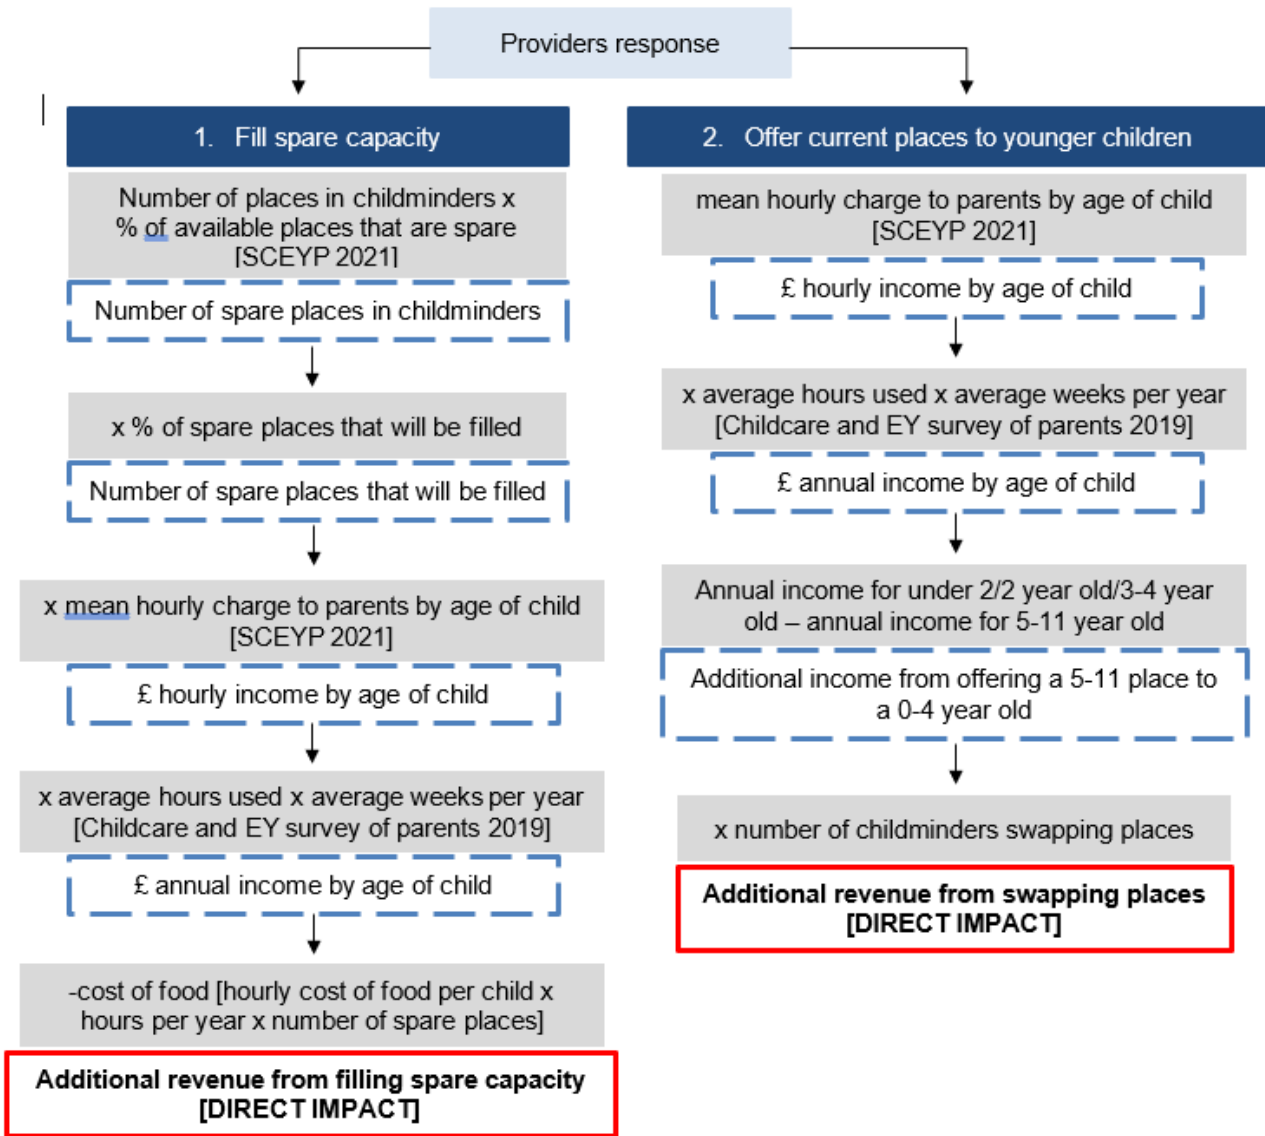 Providers response
1. Fill spare capacity
Number of places in childminders x
% of available places that are spare
[SCEYP 2021]
Number of spare places in childminders
x % of spare places that will be filled
Number of spare places that will be filled
x mean hourly charge to parents by age of child
[SCEYP 2021]
£ hourly income by age of child
x average hours used x average weeks per year
[Childcare and EY survey of parents 2019]
£ annual income by age of child
-cost of food [hourly cost of food per child x
hours per year x number of spare places]
Additional revenue from filling spare capacity
[DIRECT IMPACT]
2. Offer current places to younger children
mean hourly charge to parents by age of child
[SCEYP 2021]
£ hourly income by age of child
x average hours used x average weeks per year
[Childcare and EY survey of parents 2019]
£ annual income by age of child
Annual income for under 2/2 year old/3-4 year
old – annual income for 5-11 year old
Additional income from offering a 5-11 place to
a 0-4 year old
x number of childminders swapping places
Additional revenue from swapping places
[DIRECT IMPACT]